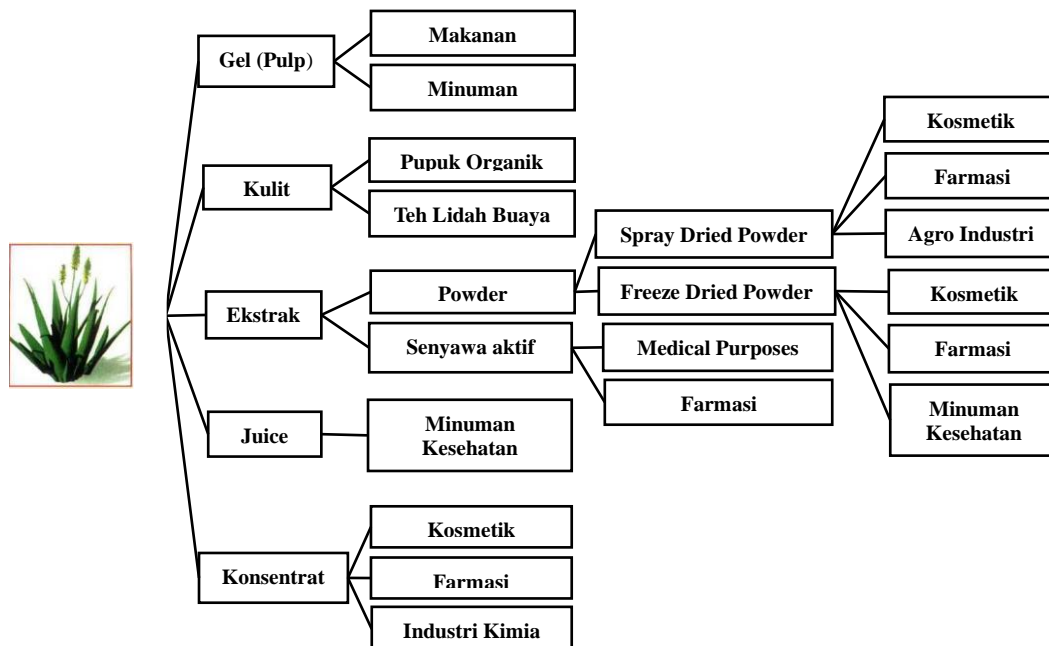 Gel (Pulp)
Makanan
Minuman
Kulit
Pupuk Organik
Teh Lidah Buaya
Ekstrak
Powder
Spray Dried Powder
Kosmetik
Farmasi
Agro Industri
Freeze Dried Powder
Kosmetik
Farmasi
Minuman
Kesehatan
Senyawa aktif
Medical Purposes
Farmasi
Juice
Minuman
Kesehatan
Konsentrat
Kosmetik
Farmasi
Industri Kimia